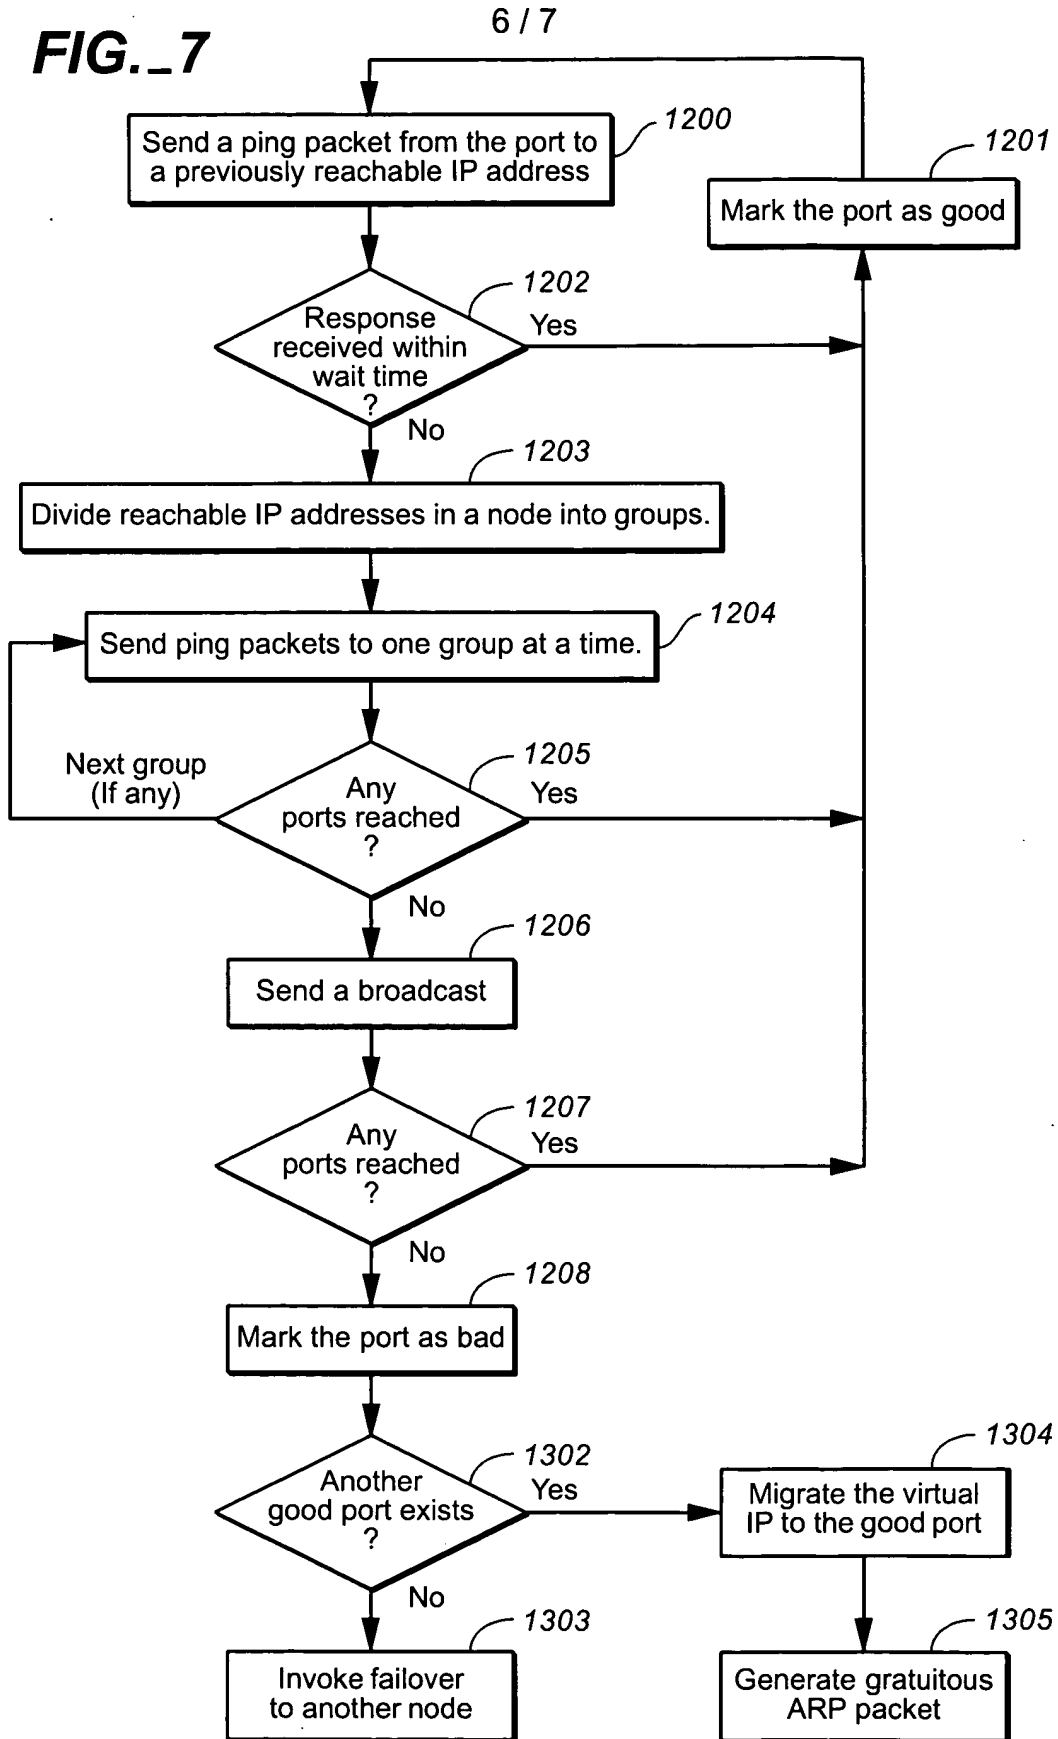 6 / 7
FIG._7
Send a ping packet from the port to
a previously reachable IP address
1200
1201
Mark the port as good
1202
Response
received within
wait time
?
Yes
No
1203
Divide reachable IP addresses in a node into groups.
1204
Send ping packets to one group at a time.
Next group
(If any)
1205
Any
ports reached
?
Yes
No
1206
Send a broadcast
1207
Any
ports reached
?
Yes
No
1208
Mark the port as bad
1302
Another
good port exists
?
Yes
No
1304
Migrate the virtual
IP to the good port
1303
Invoke failover
to another node
1305
Generate gratuitous
ARP packet